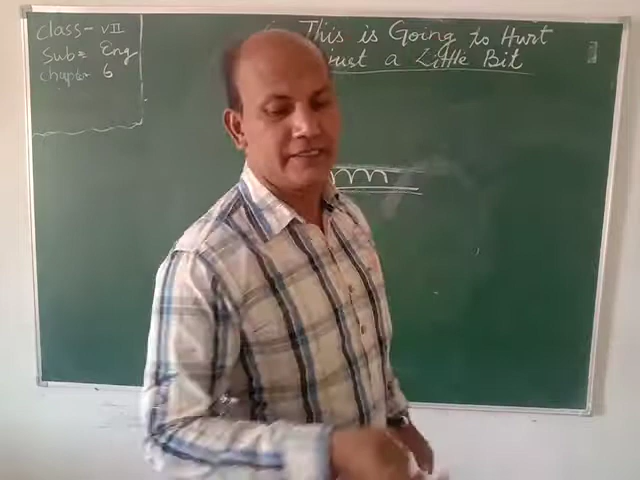 Class- VII
Sub= Eng
Chapter 6
This is Going to Hurt
just a Little Bit